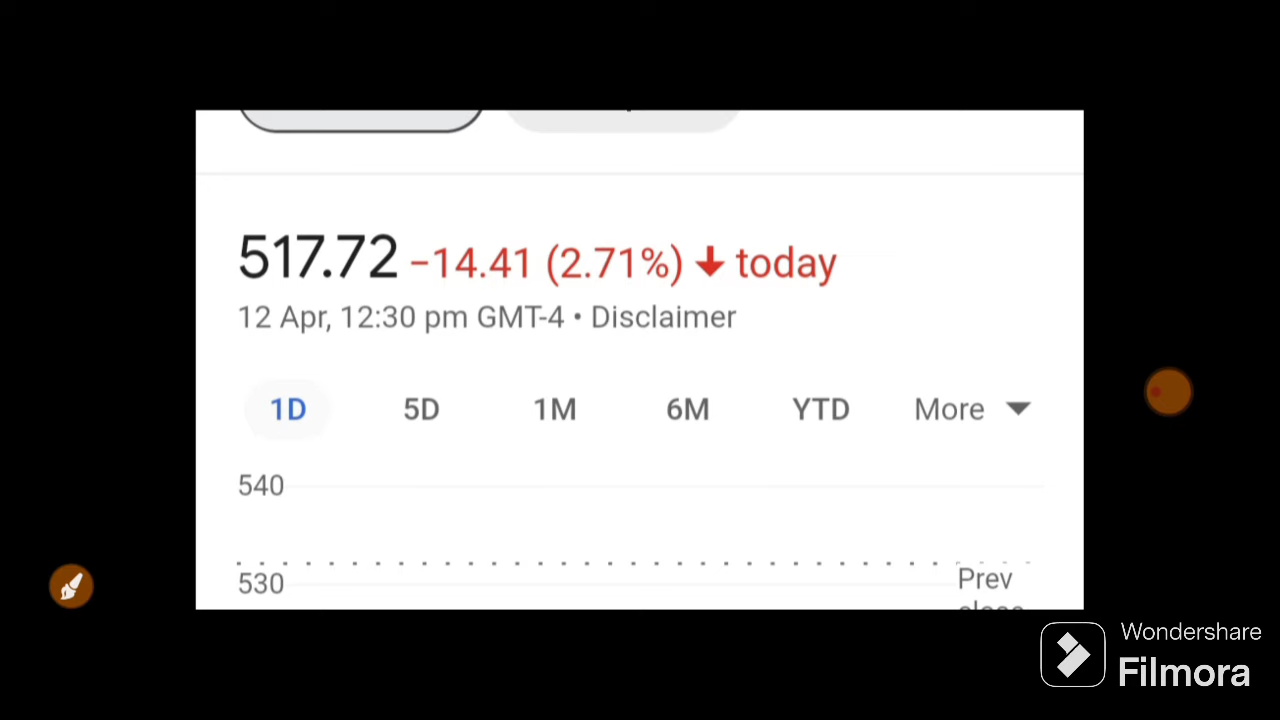 517.72 −14.41 (2.71%) ↓ today
12 Apr, 12:30 pm GMT-4 • Disclaimer
1D 5D 1M 6M YTD More
540
530
Prev
close
Wondershare
Filmora